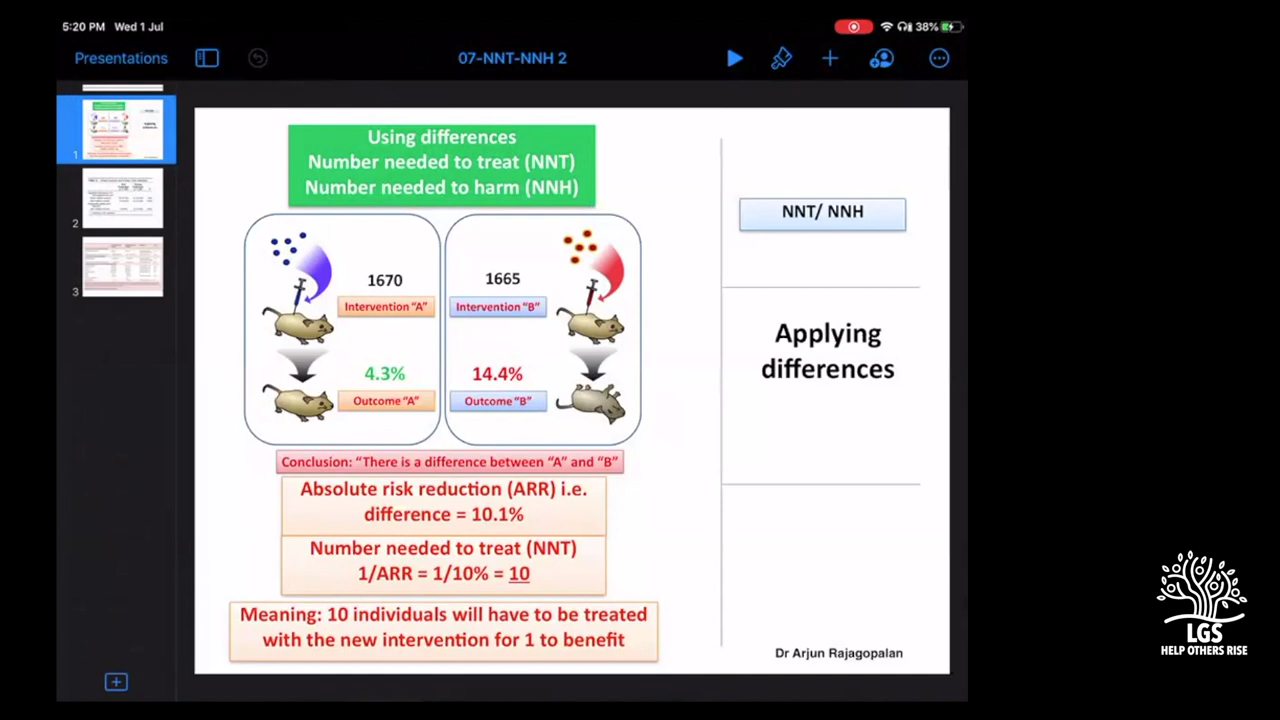 5:20 PM Wed 1 Jul
38%
Presentations
07-NNT-NNH 2
1
2
3
Using differences
Number needed to treat (NNT)
Number needed to harm (NNH)
1670
Intervention “A”
4.3%
Outcome “A”
1665
Intervention “B”
14.4%
Outcome “B”
Conclusion: “There is a difference between “A” and “B”
Absolute risk reduction (ARR) i.e.
difference = 10.1%
Number needed to treat (NNT)
1/ARR = 1/10% = 10
Meaning: 10 individuals will have to be treated
with the new intervention for 1 to benefit
NNT/ NNH
Applying
differences
Dr Arjun Rajagopalan
LGS
HELP OTHERS RISE